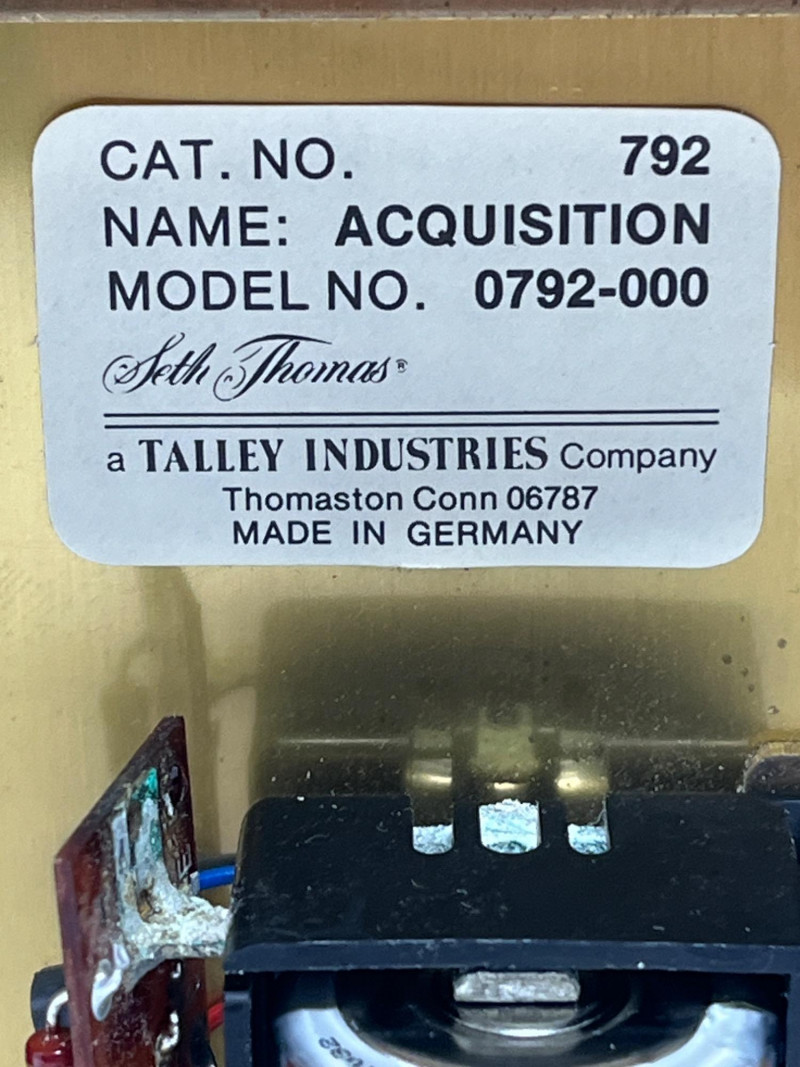 CAT. NO. 792
NAME: ACQUISITION
MODEL NO. 0792-000
Seth Thomas®
a TALLEY INDUSTRIES Company
Thomaston Conn 06787
MADE IN GERMANY